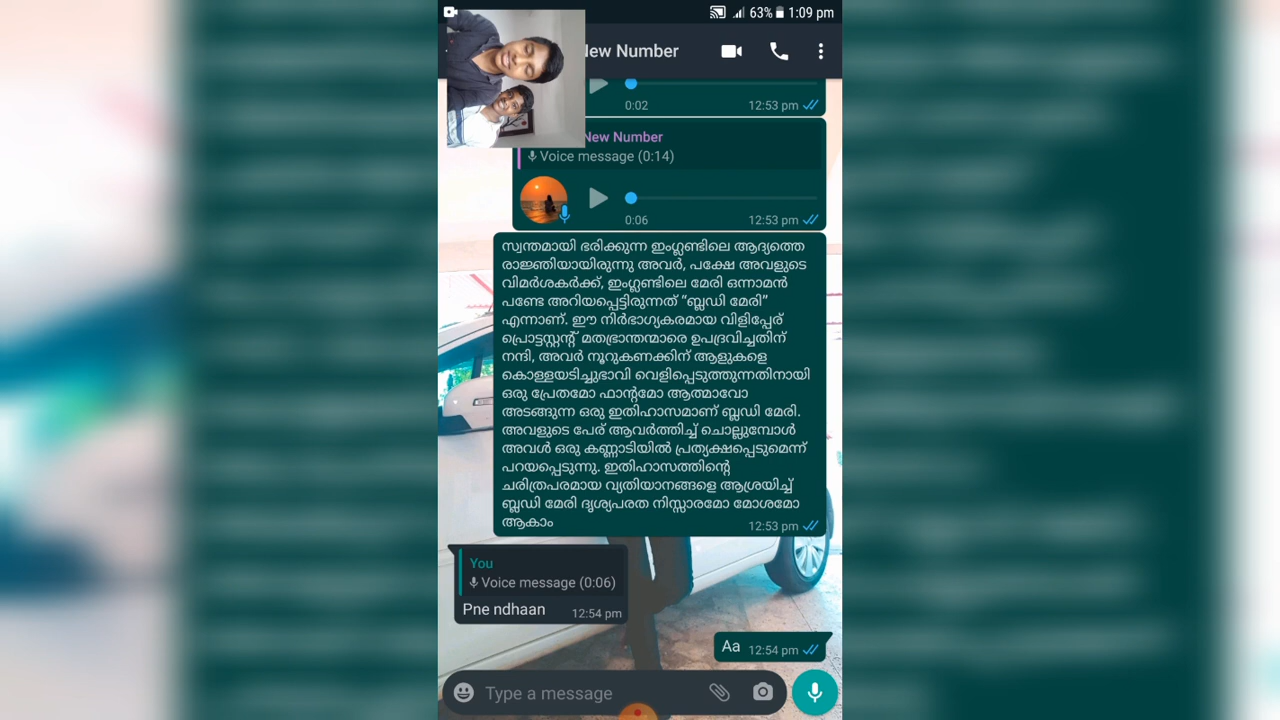 63% 1:09 pm
New Number
0:02 12:53 pm
New Number
Voice message (0:14)
0:06 12:53 pm
സ്വന്തമായി ഭരിക്കുന്ന ഇംഗ്ലണ്ടിലെ ആദ്യത്തെ
രാജ്ഞിയായിരുന്നു അവർ, പക്ഷേ അവളുടെ
വിമർശകർക്ക്, ഇംഗ്ലണ്ടിലെ മേരി ഒന്നാമൻ
പണ്ടേ അറിയപ്പെട്ടിരുന്നത് “ബ്ലഡി മേരി”
എന്നാണ്. ഈ നിർഭാഗ്യകരമായ വിളിപ്പേര്
പ്രൊട്ടസ്റ്റന്റ് മതഭ്രാന്തന്മാരെ ഉപദ്രവിച്ചതിന്
നന്ദി, അവർ നൂറുകണക്കിന് ആളുകളെ
കൊള്ളയടിച്ചുഭാവി വെളിപ്പെടുത്തുന്നതിനായി
ഒരു പ്രേതമോ ഫാന്റമോ ആത്മാവോ
അടങ്ങുന്ന ഒരു ഇതിഹാസമാണ് ബ്ലഡി മേരി.
അവളുടെ പേര് ആവർത്തിച്ച് ചൊല്ലുമ്പോൾ
അവൾ ഒരു കണ്ണാടിയിൽ പ്രത്യക്ഷപ്പെടുമെന്ന്
പറയപ്പെടുന്നു. ഇതിഹാസത്തിന്റെ
ചരിത്രപരമായ വ്യതിയാനങ്ങളെ ആശ്രയിച്ച്
ബ്ലഡി മേരി ദൃശ്യപരത നിസ്സാരമോ മോശമോ
ആകാം 12:53 pm
You
Voice message (0:06)
Pne ndhaan 12:54 pm
Aa 12:54 pm
Type a message